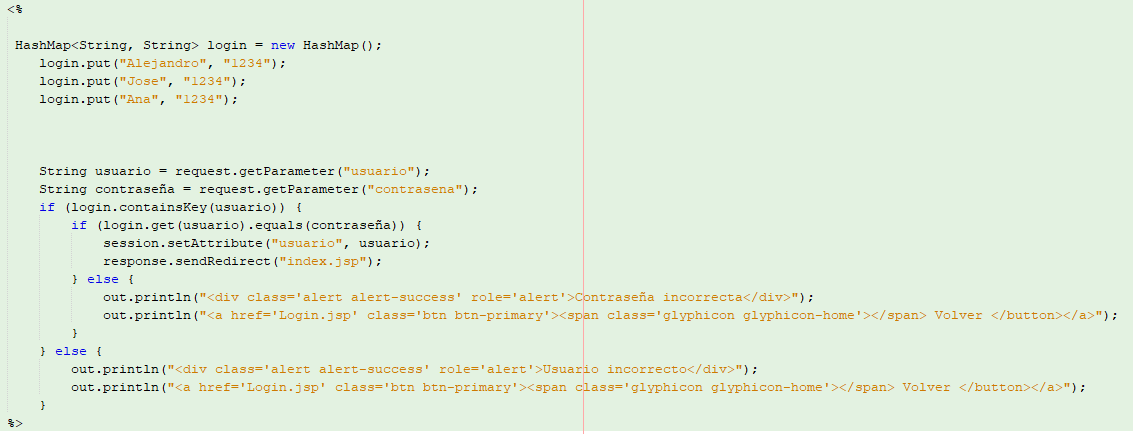 <%
HashMap<String, String> login = new HashMap();
login.put("Alejandro", "1234");
login.put("Jose", "1234");
login.put("Ana", "1234");
String usuario = request.getParameter("usuario");
String contraseña = request.getParameter("contrasena");
if (login.containsKey(usuario)) {
if (login.get(usuario).equals(contraseña)) {
session.setAttribute("usuario", usuario);
response.sendRedirect("index.jsp");
} else {
out.println("<div class='alert alert-success' role='alert'>Contraseña incorrecta</div>");
out.println("<a href='Login.jsp' class='btn btn-primary'><span class='glyphicon glyphicon-home'></span> Volver </button></a>");
}
} else {
out.println("<div class='alert alert-success' role='alert'>Usuario incorrecto</div>");
out.println("<a href='Login.jsp' class='btn btn-primary'><span class='glyphicon glyphicon-home'></span> Volver </button></a>");
}
%>